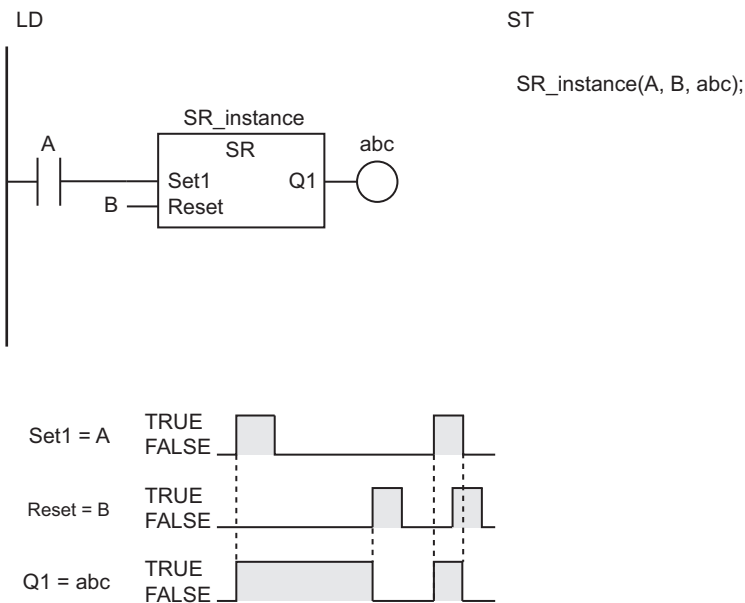 LD
ST
SR_instance(A, B, abc);
SR_instance
A
SR
abc
Set1
Q1
B
Reset
Set1 = A
TRUE
FALSE
Reset = B
TRUE
FALSE
Q1 = abc
TRUE
FALSE